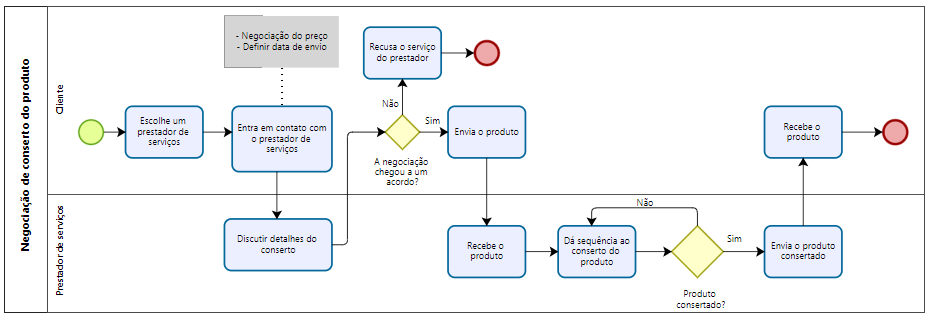 Negociação de conserto do produto
Cliente
- Negociação do preço
- Definir data de envio
Recusa o serviço
do prestador
Escolhe um
prestador de
serviços
Entra em contato com
o prestador de
serviços
Não
Sim
A negociação
chegou a um
acordo?
Envia o produto
Recebe o
produto
Prestador de serviços
Discutir detalhes do
conserto
Recebe o
produto
Dá sequência ao
conserto do
produto
Não
Sim
Produto
consertado?
Envia o produto
consertado